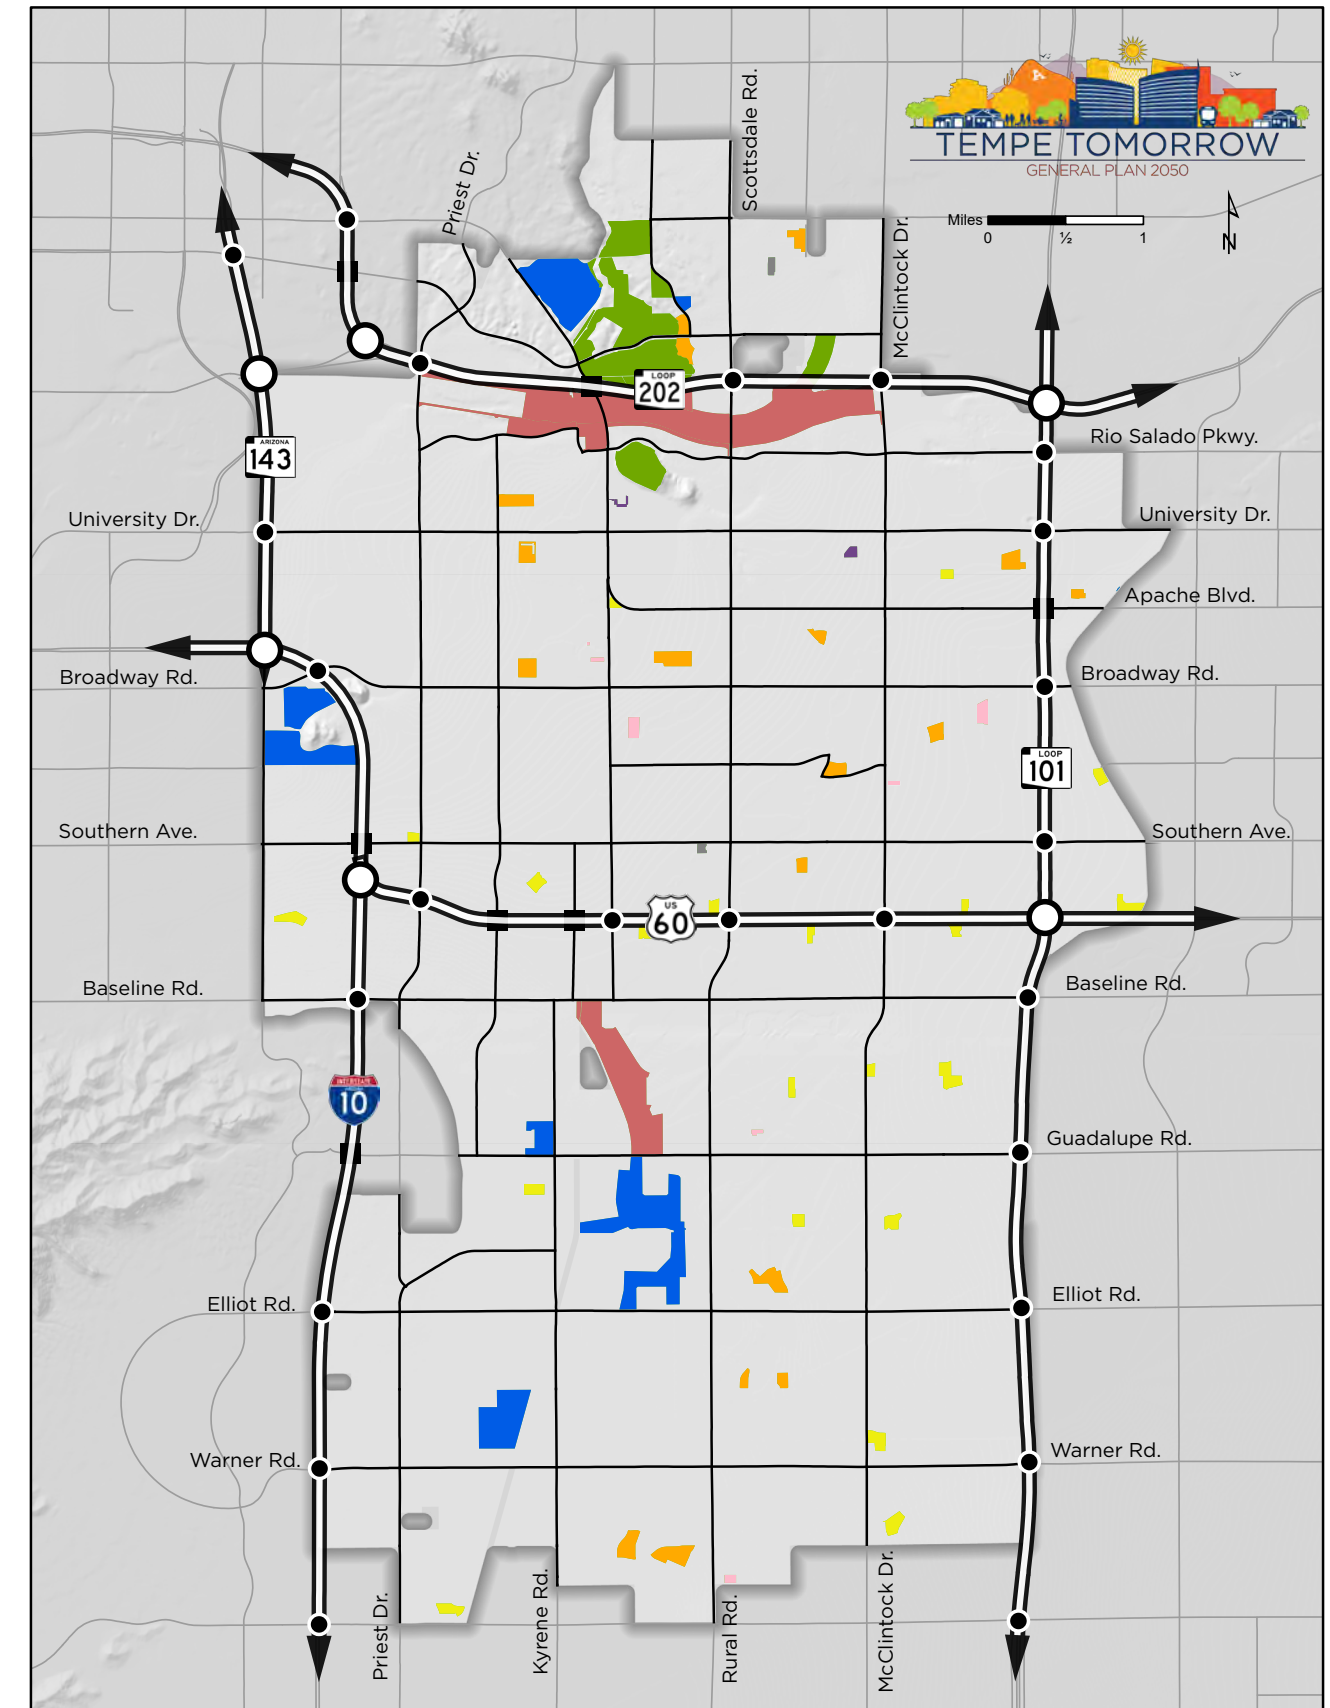 TEMPE TOMORROW
GENERAL PLAN 2050
Scottsdale Rd.
Priest Dr.
McClintock Dr.
Miles
0 ½ 1
N
A
LOOP
202
ARIZONA
143
Rio Salado Pkwy.
University Dr.
University Dr.
Apache Blvd.
Broadway Rd.
Broadway Rd.
LOOP
101
Southern Ave.
Southern Ave.
US
60
Baseline Rd.
Baseline Rd.
INTERSTATE
10
Guadalupe Rd.
Elliot Rd.
Elliot Rd.
Warner Rd.
Warner Rd.
Priest Dr.
Kyrene Rd.
Rural Rd.
McClintock Dr.